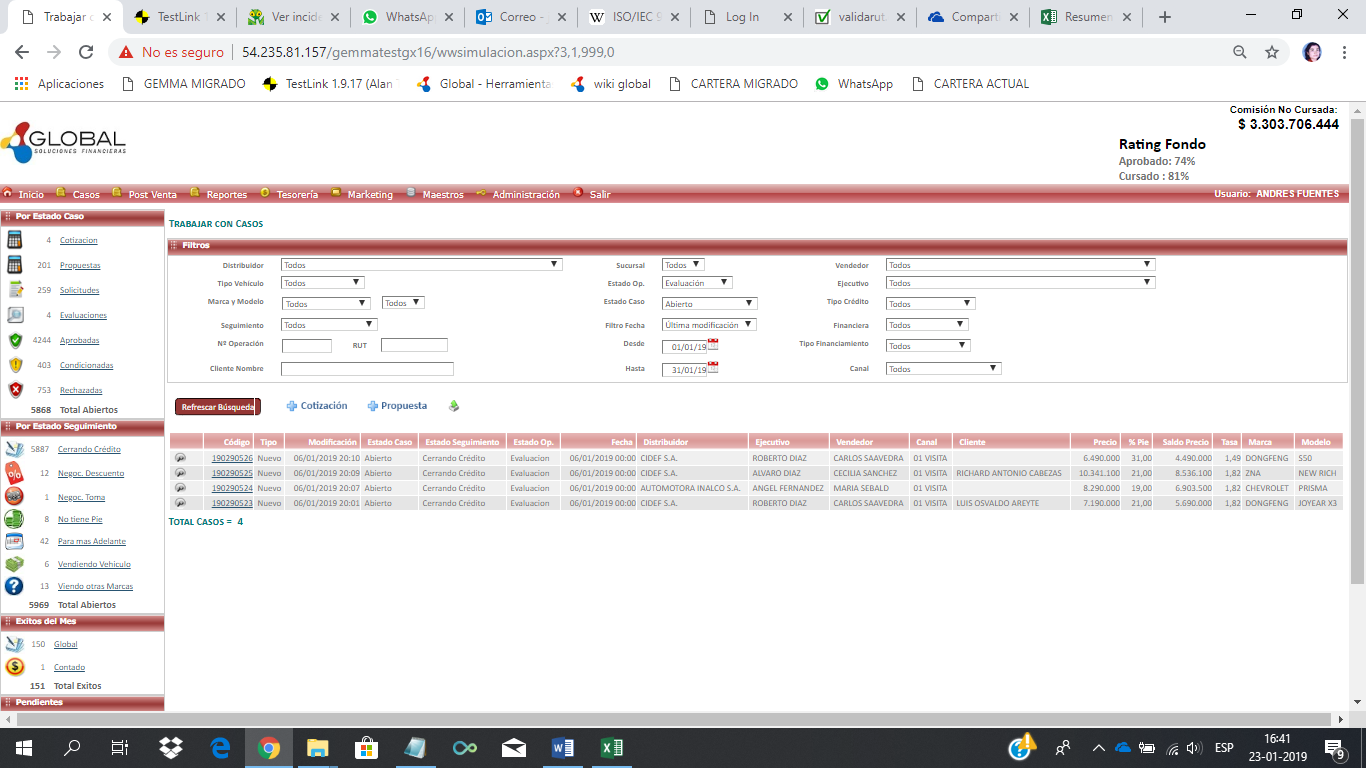 Trabajar c
TestLink 1
Ver incide
WhatsApp
Correo - J
ISO/IEC 9
Log In
validaruta
Compart
Resumen
No es seguro | 54.235.81.157/gemmatestgx16/wwsimulacion.aspx?3,1,999,0
Aplicaciones GEMMA MIGRADO TestLink 1.9.17 (Alan Global - Herramienta wiki global CARTERA MIGRADO WhatsApp CARTERA ACTUAL
Comisión No Cursada:
$ 3.303.706.444
GLOBAL
SOLUCIONES FINANCIERAS
Rating Fondo
Aprobado: 74%
Cursado : 81%
Inicio Casos Post Venta Reportes Tesorería Marketing Maestros Administración Salir Usuario: ANDRES FUENTES
Por Estado Caso
4 Cotizacion
201 Propuestas
259 Solicitudes
4 Evaluaciones
4244 Aprobadas
403 Condicionadas
753 Rechazadas
5868 Total Abiertos
Por Estado Seguimiento
5887 Cerrando Crédito
12 Negoc. Descuento
1 Negoc. Toma
8 No tiene Pie
42 Para mas Adelante
6 Vendiendo Vehiculo
13 Viendo otras Marcas
5969 Total Abiertos
Exitos del Mes
150 Global
1 Contado
151 Total Exitos
Pendientes
TRABAJAR CON CASOS
Filtros
Distribuidor Todos Sucursal Todos Vendedor Todos
Tipo Vehículo Todos Estado Op. Evaluación Ejecutivo Todos
Marca y Modelo Todos Todos Estado Caso Abierto Tipo Crédito Todos
Seguimiento Todos Filtro Fecha Última modificación Financiera Todos
Nº Operación RUT Desde 01/01/19 Tipo Financiamiento Todos
Cliente Nombre Hasta 31/01/19 Canal Todos
Refrescar Búsqueda Cotización Propuesta
Código Tipo Modificación Estado Caso Estado Seguimiento Estado Op. Fecha Distribuidor Ejecutivo Vendedor Canal Cliente Precio % Pie Saldo Precio Tasa Marca Modelo
190290526 Nuevo 06/01/2019 20:10 Abierto Cerrando Crédito Evaluacion 06/01/2019 00:00 CIDEF S.A. ROBERTO DIAZ CARLOS SAAVEDRA 01 VISITA 6.490.000 31,00 4.490.000 1,49 DONGFENG S50
190290525 Nuevo 06/01/2019 20:09 Abierto Cerrando Crédito Evaluacion 06/01/2019 00:00 CIDEF S.A. ALVARO DIAZ CECILIA SANCHEZ 01 VISITA RICHARD ANTONIO CABEZAS 10.341.100 21,00 8.536.100 1,82 ZNA NEW RICH
190290524 Nuevo 06/01/2019 20:07 Abierto Cerrando Crédito Evaluacion 06/01/2019 00:00 AUTOMOTORA INALCO S.A. ANGEL FERNANDEZ MARIA SEBALD 01 VISITA 8.290.000 19,00 6.903.500 1,82 CHEVROLET PRISMA
190290523 Nuevo 06/01/2019 20:01 Abierto Cerrando Crédito Evaluacion 06/01/2019 00:00 CIDEF S.A. ROBERTO DIAZ CARLOS SAAVEDRA 01 VISITA LUIS OSVALDO AREYTE 7.190.000 21,00 5.690.000 1,82 DONGFENG JOYEAR X3
TOTAL CASOS = 4
ESP
16:41
23-01-2019
9